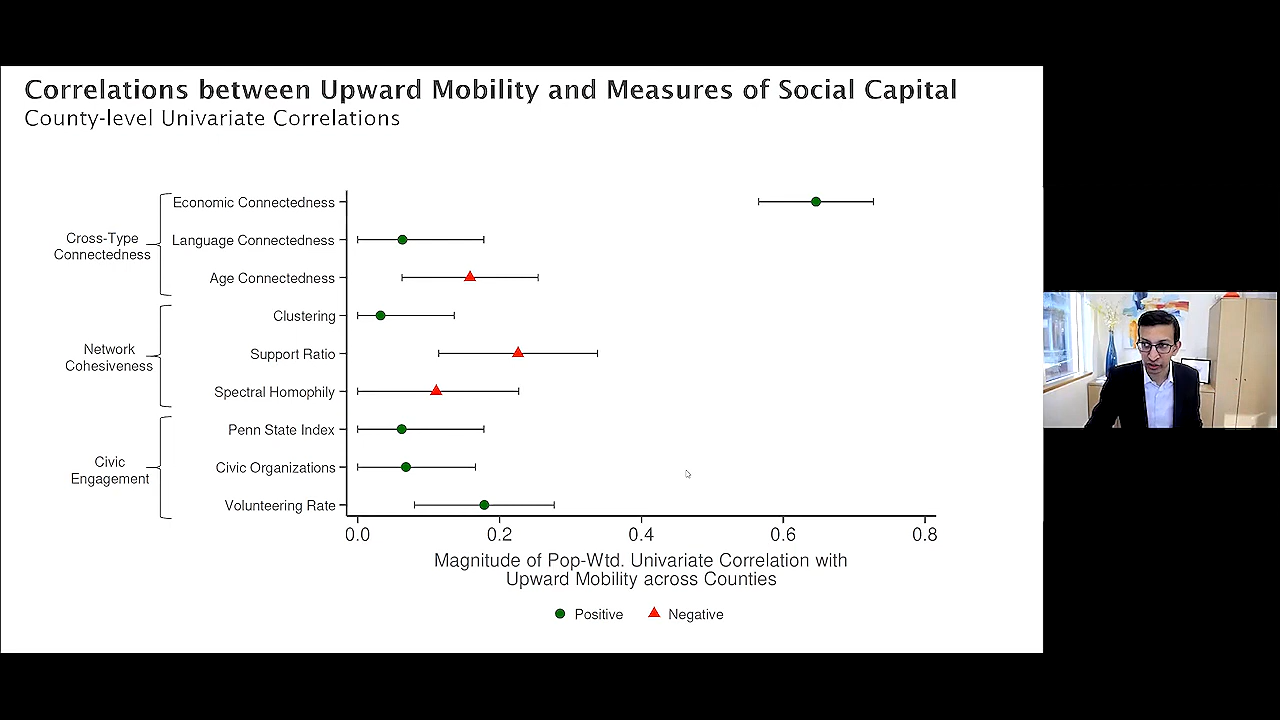 Correlations between Upward Mobility and Measures of Social Capital
County-level Univariate Correlations
Cross-Type
Connectedness
Economic Connectedness
Language Connectedness
Age Connectedness
Network
Cohesiveness
Clustering
Support Ratio
Spectral Homophily
Civic
Engagement
Penn State Index
Civic Organizations
Volunteering Rate
0.0 0.2 0.4 0.6 0.8
Magnitude of Pop-Wtd. Univariate Correlation with
Upward Mobility across Counties
Positive Negative